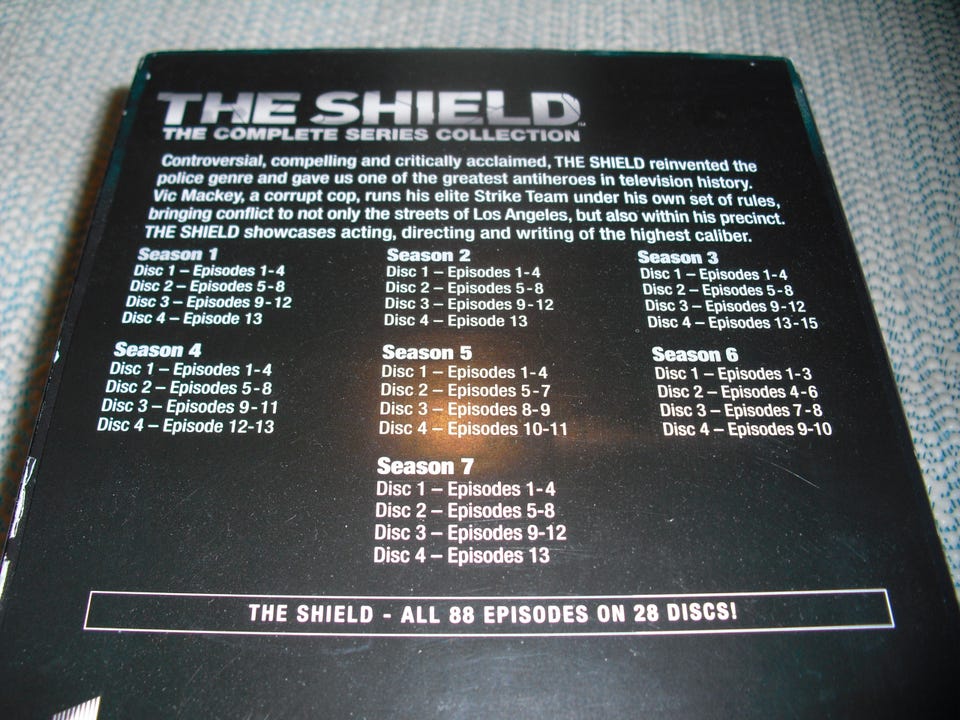 THE SHIELD™
THE COMPLETE SERIES COLLECTION
Controversial, compelling and critically acclaimed, THE SHIELD reinvented the
police genre and gave us one of the greatest antiheroes in television history.
Vic Mackey, a corrupt cop, runs his elite Strike Team under his own set of rules,
bringing conflict to not only the streets of Los Angeles, but also within his precinct.
THE SHIELD showcases acting, directing and writing of the highest caliber.
Season 1
Disc 1 – Episodes 1-4
Disc 2 – Episodes 5-8
Disc 3 – Episodes 9-12
Disc 4 – Episode 13
Season 2
Disc 1 – Episodes 1-4
Disc 2 – Episodes 5-8
Disc 3 – Episodes 9-12
Disc 4 – Episode 13
Season 3
Disc 1 – Episodes 1-4
Disc 2 – Episodes 5-8
Disc 3 – Episodes 9-12
Disc 4 – Episodes 13-15
Season 4
Disc 1 – Episodes 1-4
Disc 2 – Episodes 5-8
Disc 3 – Episodes 9-11
Disc 4 – Episode 12-13
Season 5
Disc 1 – Episodes 1-4
Disc 2 – Episodes 5-7
Disc 3 – Episodes 8-9
Disc 4 – Episodes 10-11
Season 6
Disc 1 – Episodes 1-3
Disc 2 – Episodes 4-6
Disc 3 – Episodes 7-8
Disc 4 – Episodes 9-10
Season 7
Disc 1 – Episodes 1-4
Disc 2 – Episodes 5-8
Disc 3 – Episodes 9-12
Disc 4 – Episodes 13
THE SHIELD - ALL 88 EPISODES ON 28 DISCS!